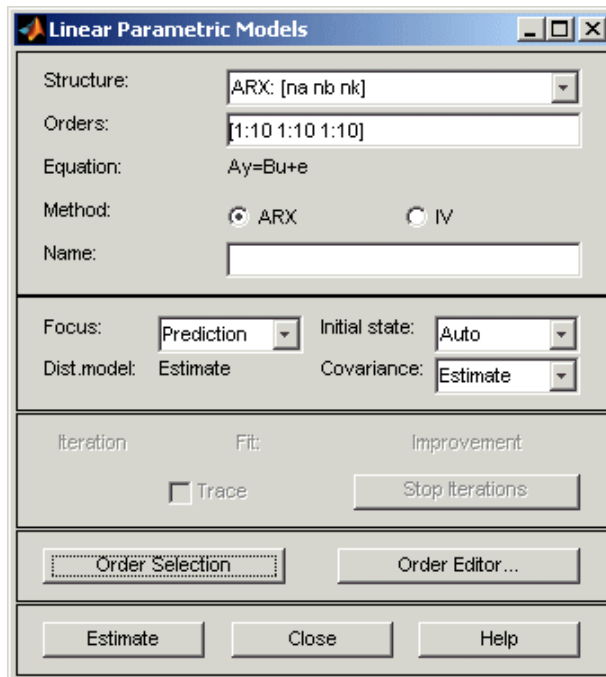 Linear Parametric Models
Structure: ARX: [na nb nk]
Orders: [1:10 1:10 1:10]
Equation: Ay=Bu+e
Method: ARX IV
Name:
Focus: Prediction Initial state: Auto
Dist.model: Estimate Covariance: Estimate
Iteration Fit: Improvement
Trace Stop Iterations
Order Selection Order Editor...
Estimate Close Help